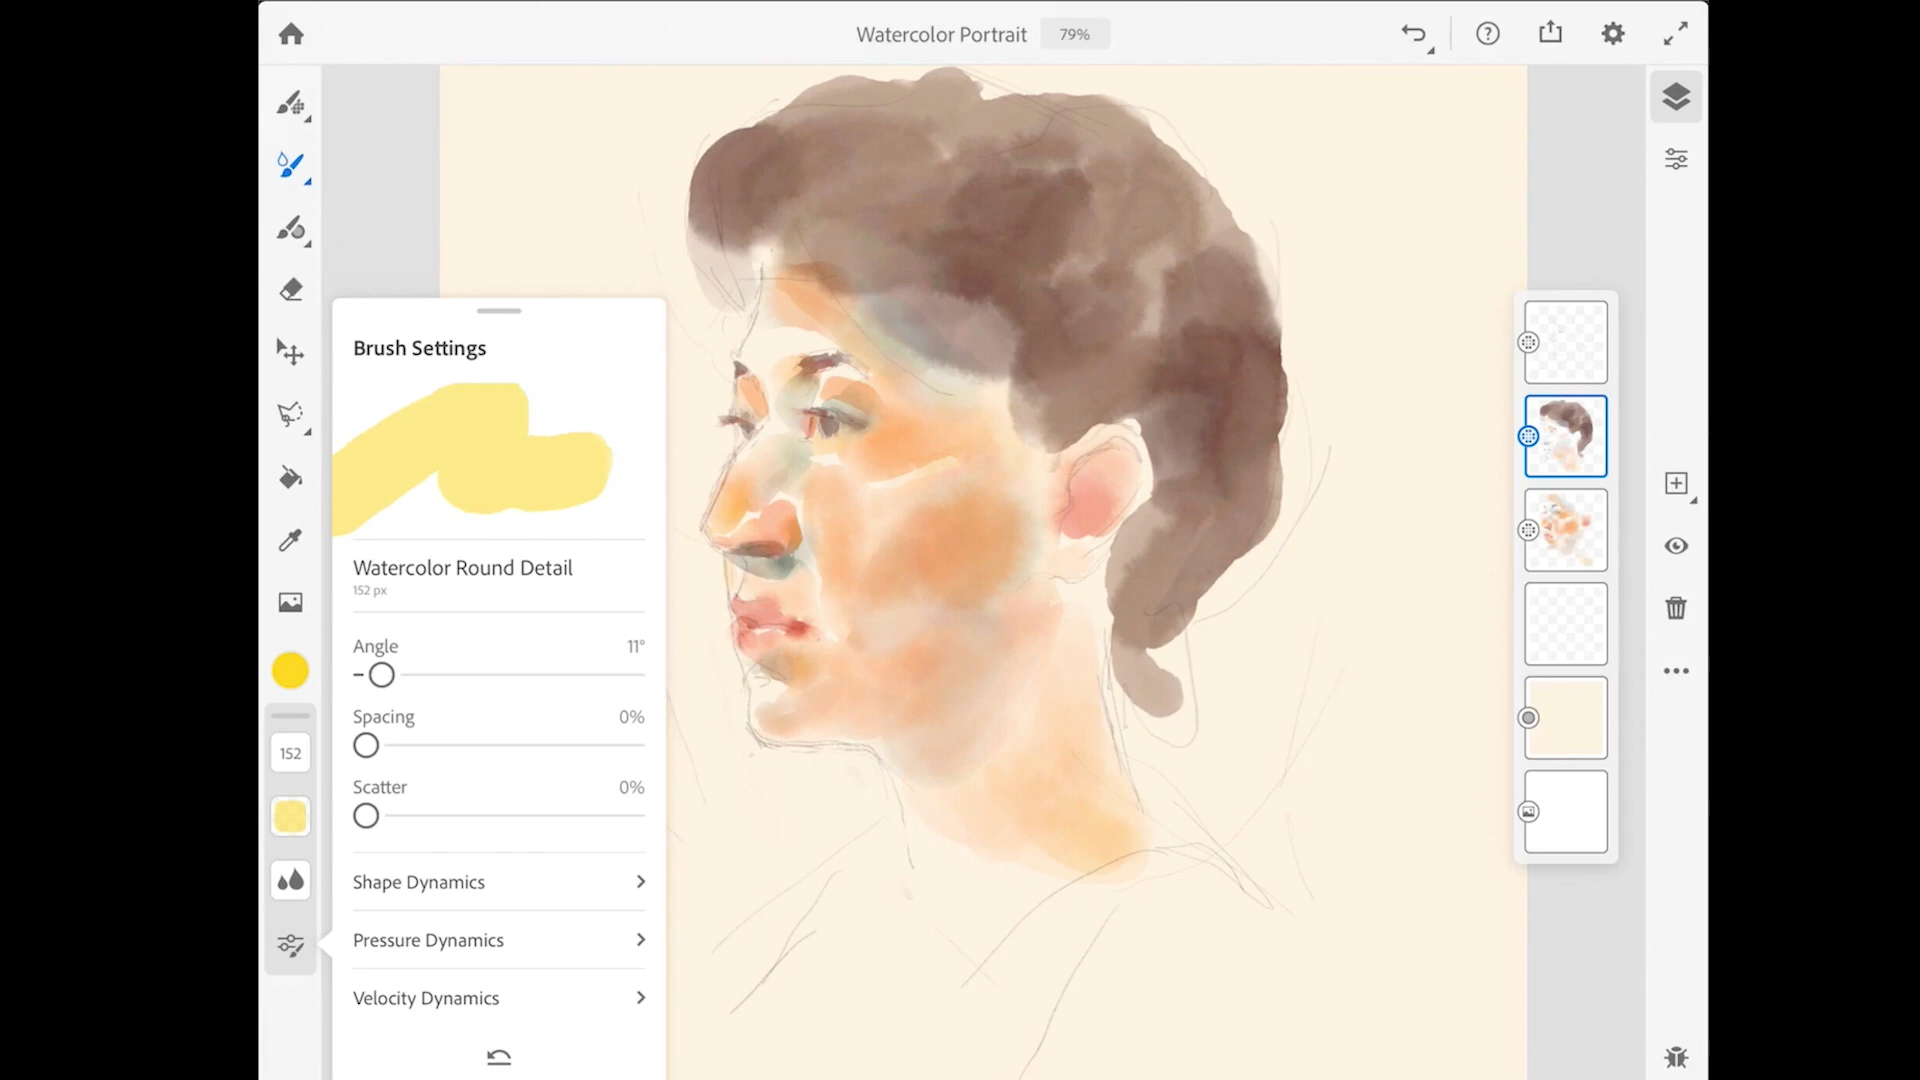 Watercolor Portrait 79%
Brush Settings
Watercolor Round Detail
152 px
Angle 11°
Spacing 0%
152
Scatter 0%
Shape Dynamics
Pressure Dynamics
Velocity Dynamics